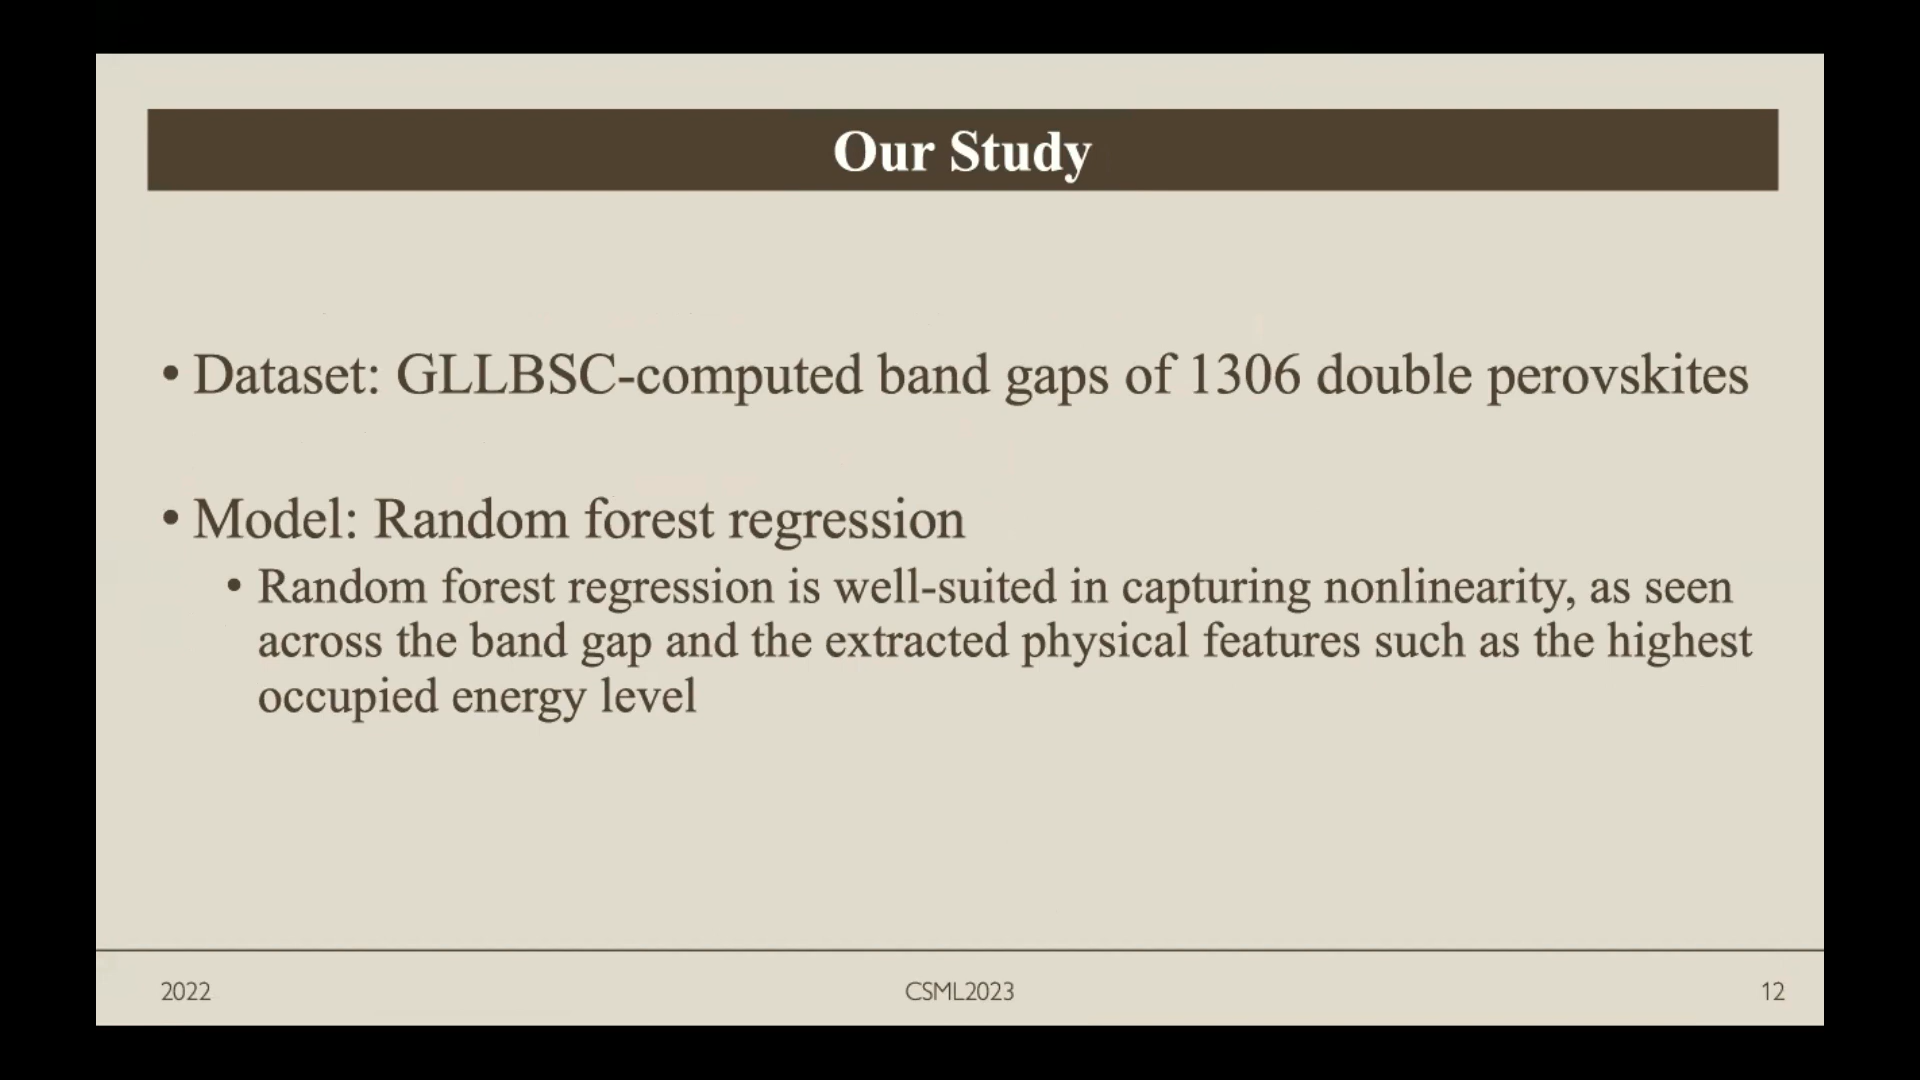 Our Study
• Dataset: GLLBSC-computed band gaps of 1306 double perovskites
• Model: Random forest regression
• Random forest regression is well-suited in capturing nonlinearity, as seen
across the band gap and the extracted physical features such as the highest
occupied energy level
2022
CSML2023
12